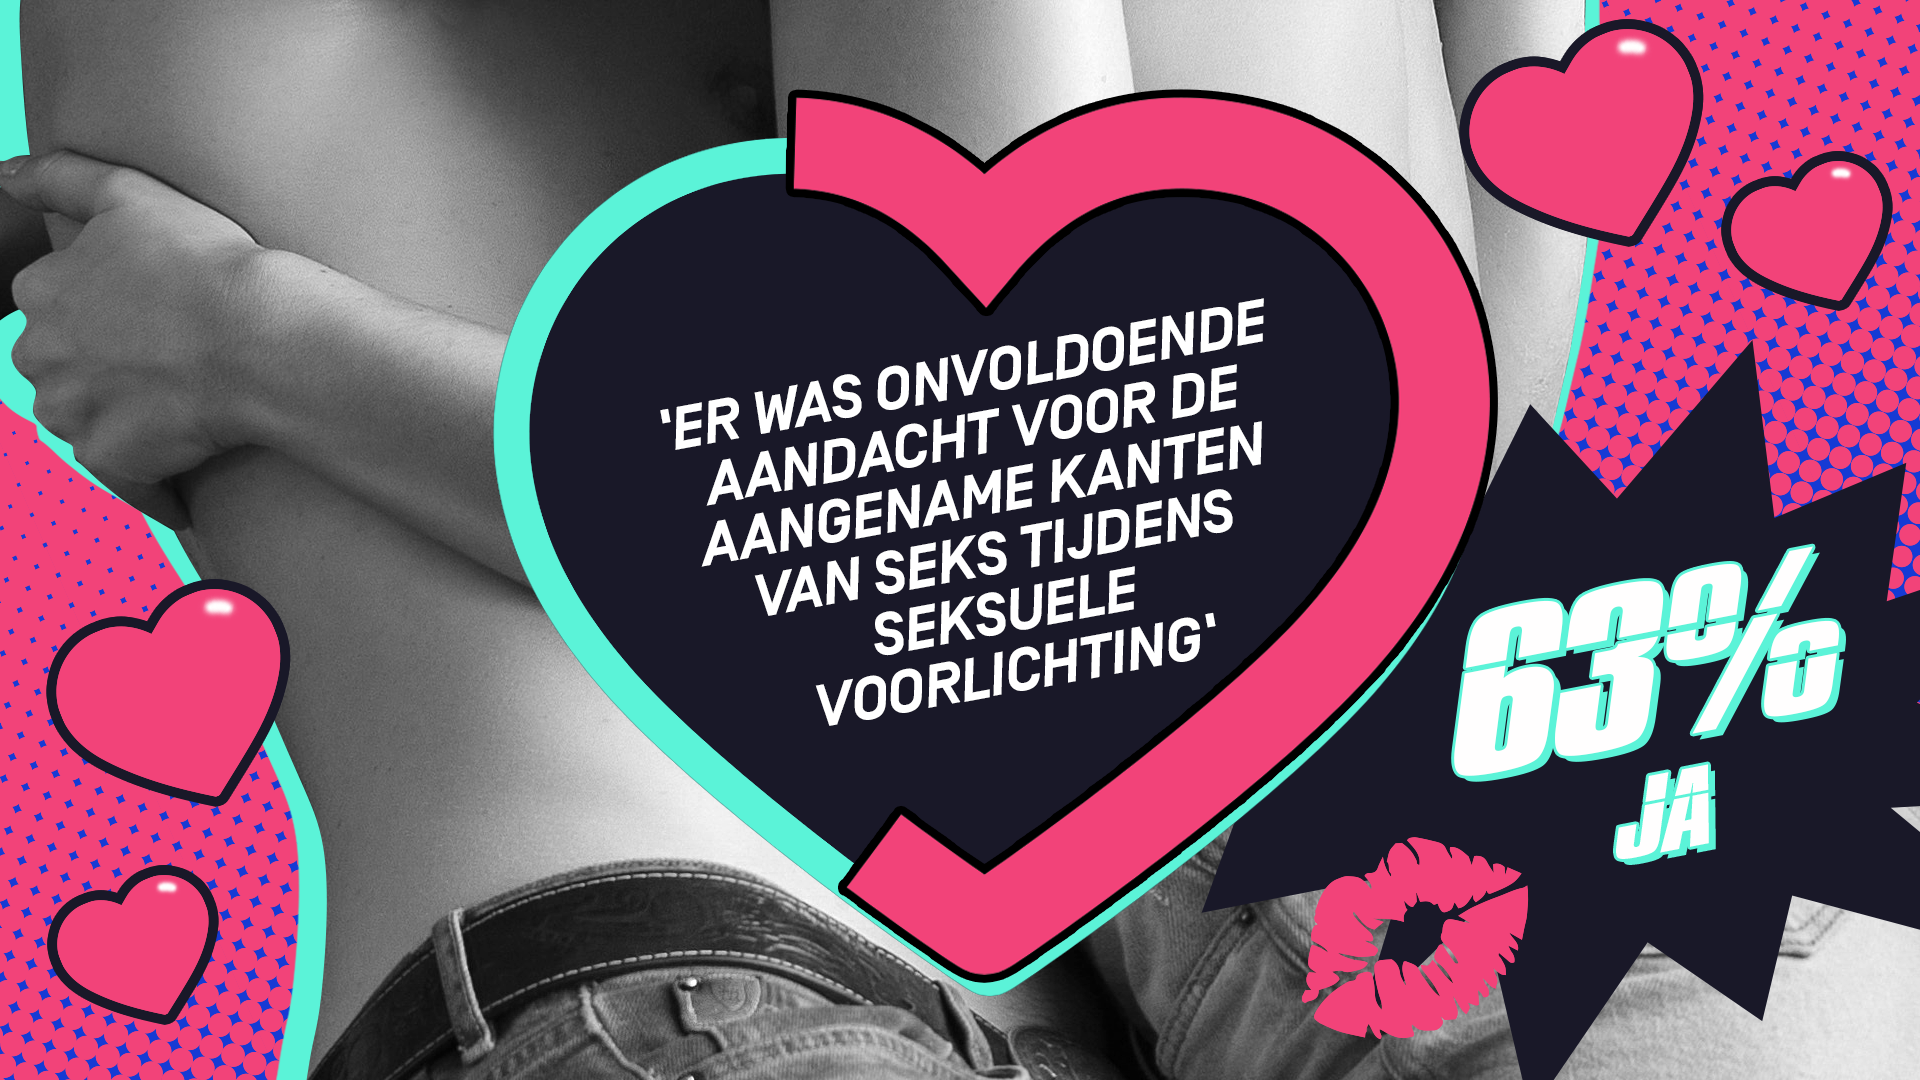 'ER WAS ONVOLDOENDE
AANDACHT VOOR DE
AANGENAME KANTEN
VAN SEKS TIJDENS
SEKSUELE
VOORLICHTING'
63%
JA